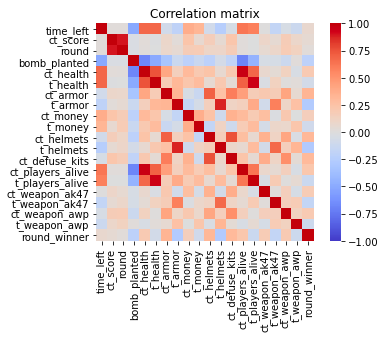 Correlation matrix
time_left
ct_score
round
bomb_planted
ct_health
t_health
ct_armor
t_armor
ct_money
t_money
ct_helmets
t_helmets
ct_defuse_kits
ct_players_alive
t_players_alive
ct_weapon_ak47
t_weapon_ak47
ct_weapon_awp
t_weapon_awp
round_winner
1.00
0.75
0.50
0.25
0.00
−0.25
−0.50
−0.75
−1.00
time_left
ct_score
round
bomb_planted
ct_health
t_health
ct_armor
t_armor
ct_money
t_money
ct_helmets
t_helmets
ct_defuse_kits
ct_players_alive
t_players_alive
ct_weapon_ak47
t_weapon_ak47
ct_weapon_awp
t_weapon_awp
round_winner